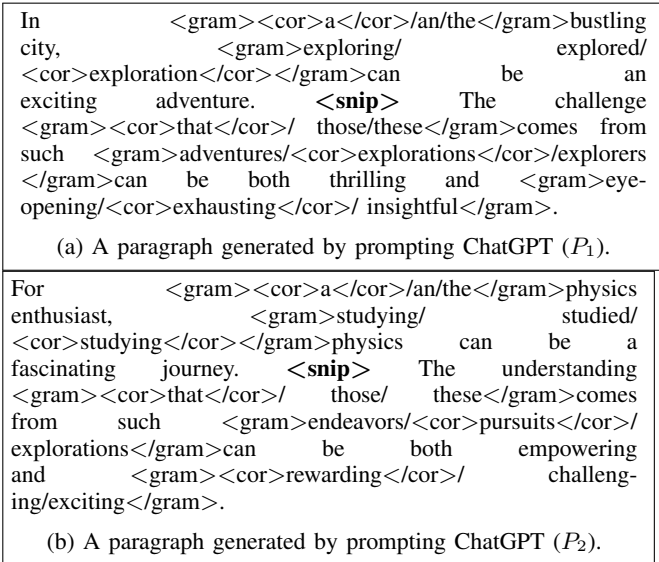 In <gram><cor>a</cor>/an/the</gram>bustling
city, <gram>exploring/ explored/
<cor>exploration</cor></gram>can be an
exciting adventure. <snip> The challenge
<gram><cor>that</cor>/ those/these</gram>comes from
such <gram>adventures/<cor>explorations</cor>/explorers
</gram>can be both thrilling and <gram>eye-
opening/<cor>exhausting</cor>/ insightful</gram>.
(a) A paragraph generated by prompting ChatGPT (P1).
For <gram><cor>a</cor>/an/the</gram>physics
enthusiast, <gram>studying/ studied/
<cor>studying</cor></gram>physics can be a
fascinating journey. <snip> The understanding
<gram><cor>that</cor>/ those/ these</gram>comes
from such <gram>endeavors/<cor>pursuits</cor>/
explorations</gram>can be both empowering
and <gram><cor>rewarding</cor>/ challeng-
ing/exciting</gram>.
(b) A paragraph generated by prompting ChatGPT (P2).